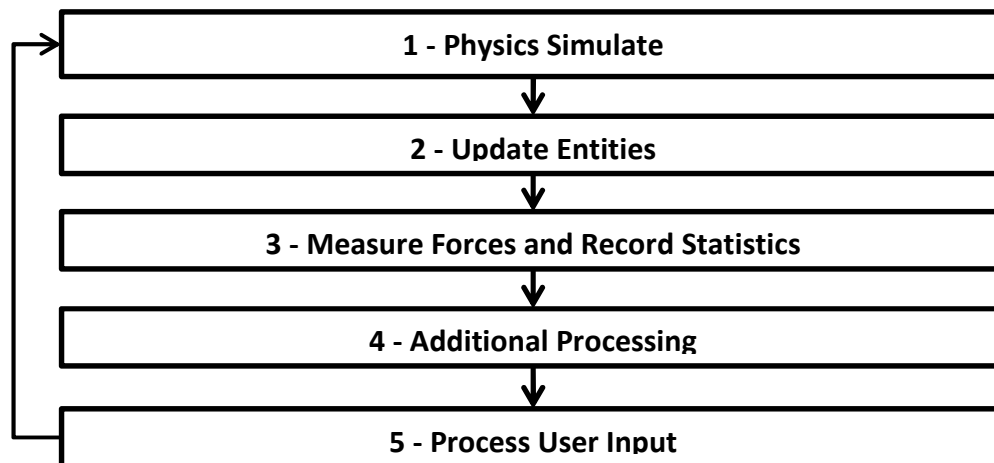 1 - Physics Simulate
2 - Update Entities
3 - Measure Forces and Record Statistics
4 - Additional Processing
5 - Process User Input